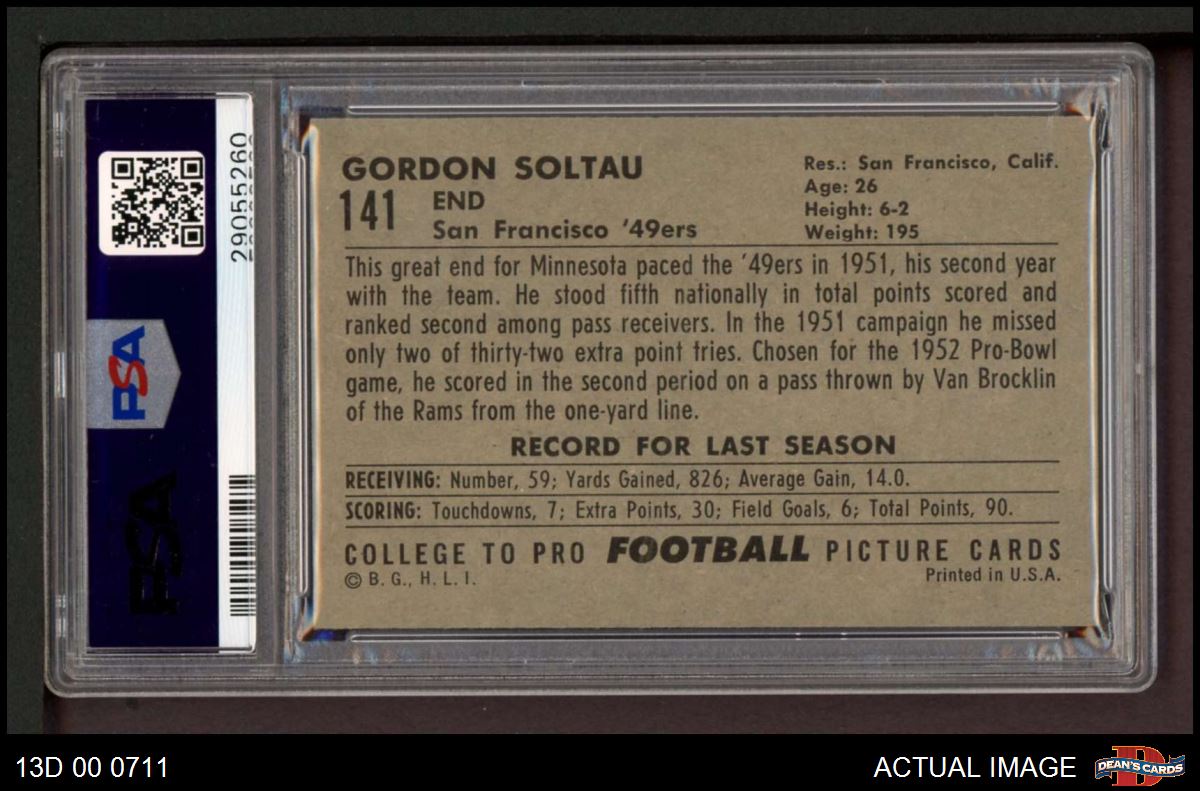 GORDON SOLTAU
141
END
San Francisco '49ers
Res.: San Francisco, Calif.
Age: 26
Height: 6-2
Weight: 195
This great end for Minnesota paced the '49ers in 1951, his second year
with the team. He stood fifth nationally in total points scored and
ranked second among pass receivers. In the 1951 campaign he missed
only two of thirty-two extra point tries. Chosen for the 1952 Pro-Bowl
game, he scored in the second period on a pass thrown by Van Brocklin
of the Rams from the one-yard line.
RECORD FOR LAST SEASON
RECEIVING: Number, 59; Yards Gained, 826; Average Gain, 14.0.
SCORING: Touchdowns, 7; Extra Points, 30; Field Goals, 6; Total Points, 90.
COLLEGE TO PRO FOOTBALL PICTURE CARDS
© B. G., H. L. I.
Printed in U.S.A.
29055260
PSA
PSA
13D 00 0711
ACTUAL IMAGE
DEAN'S CARDS